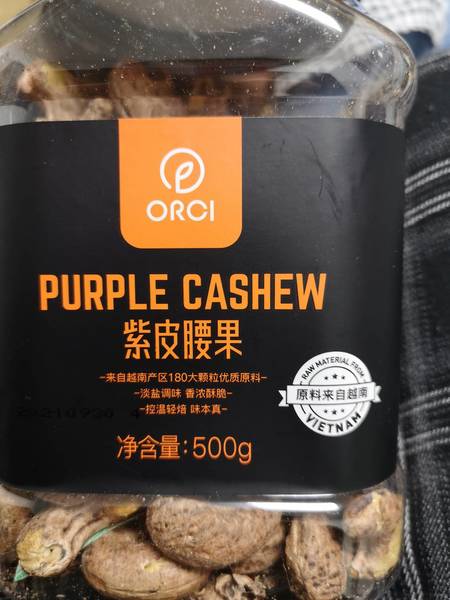 ORCI
PURPLE CASHEW
紫皮腰果
-来自越南产区180大颗粒优质原料-
-淡盐调味 香浓酥脆-
-控温轻焙 味本真-
净含量:500g
RAW MATERIAL FROM
原料来自越南
VIETNAM